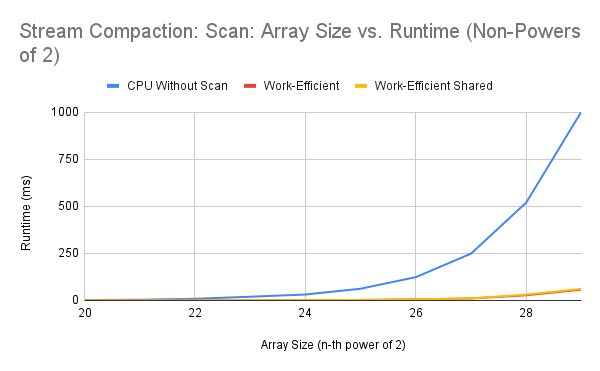 Stream Compaction: Scan: Array Size vs. Runtime (Non-Powers
of 2)
CPU Without Scan Work-Efficient Work-Efficient Shared
1000
750
500
250
0
Runtime (ms)
20 22 24 26 28
Array Size (n-th power of 2)